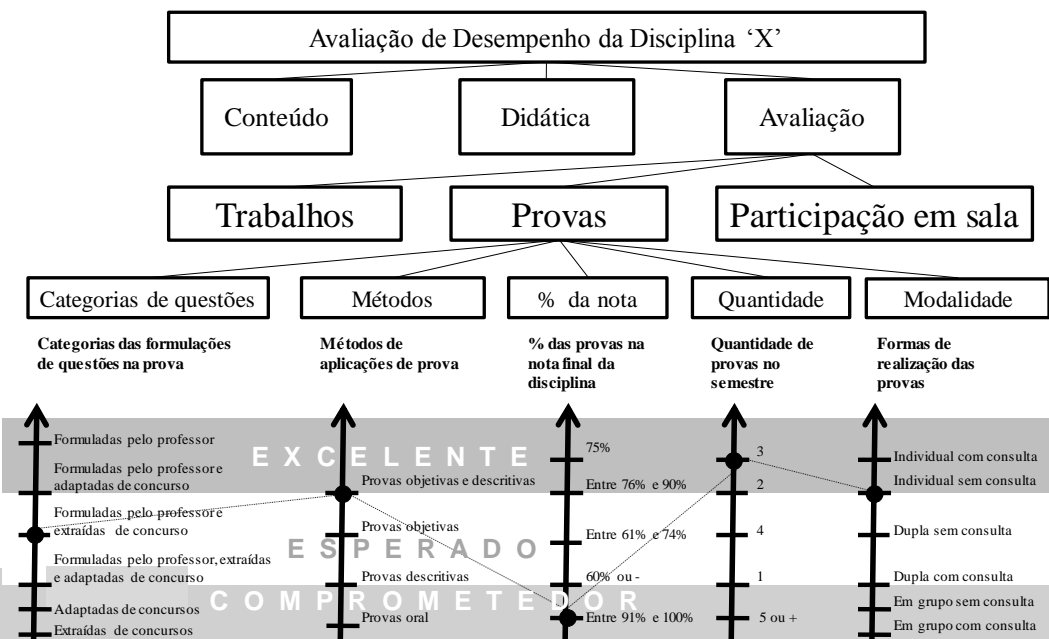 Avaliação de Desempenho da Disciplina ‘X’
Conteúdo
Didática
Avaliação
Trabalhos
Provas
Participação em sala
Categorias de questões
Métodos
% da nota
Quantidade
Modalidade
Categorias das formulações
de questões na prova
Métodos de
aplicações de prova
% das provas na
nota final da
disciplina
Quantidade de
provas no
semestre
Formas de
realização das
provas
EXCELENTE
ESPERADO
COMPROMETEDOR
Formuladas pelo professor
Formuladas pelo professor e
adaptadas de concurso
Formuladas pelo professor e
extraídas de concurso
Formuladas pelo professor, extraídas
e adaptadas de concurso
Adaptadas de concursos
Extraídas de concursos
Provas objetivas e descritivas
Provas objetivas
Provas descritivas
Provas oral
75%
Entre 76% e 90%
Entre 61% e 74%
60% ou -
Entre 91% e 100%
3
2
4
1
5 ou +
Individual com consulta
Individual sem consulta
Dupla sem consulta
Dupla com consulta
Em grupo sem consulta
Em grupo com consulta